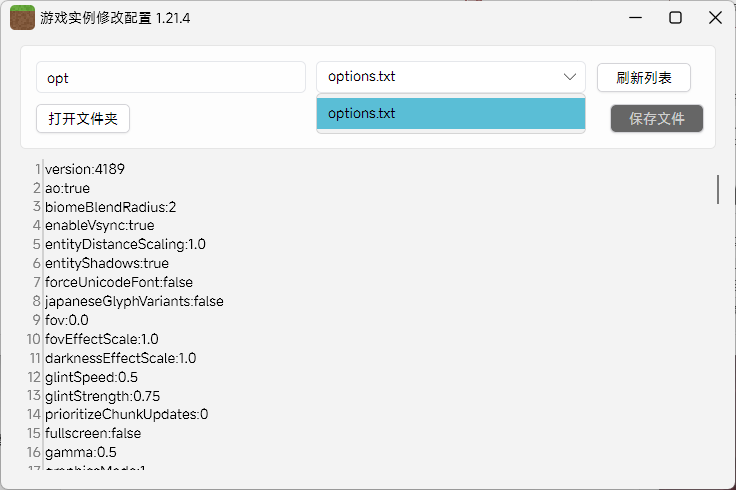 游戏实例修改配置 1.21.4
opt
options.txt
刷新列表
打开文件夹
options.txt
保存文件
1 version:4189
2 ao:true
3 biomeBlendRadius:2
4 enableVsync:true
5 entityDistanceScaling:1.0
6 entityShadows:true
7 forceUnicodeFont:false
8 japaneseGlyphVariants:false
9 fov:0.0
10 fovEffectScale:1.0
11 darknessEffectScale:1.0
12 glintSpeed:0.5
13 glintStrength:0.75
14 prioritizeChunkUpdates:0
15 fullscreen:false
16 gamma:0.5
17 graphicsMode:1